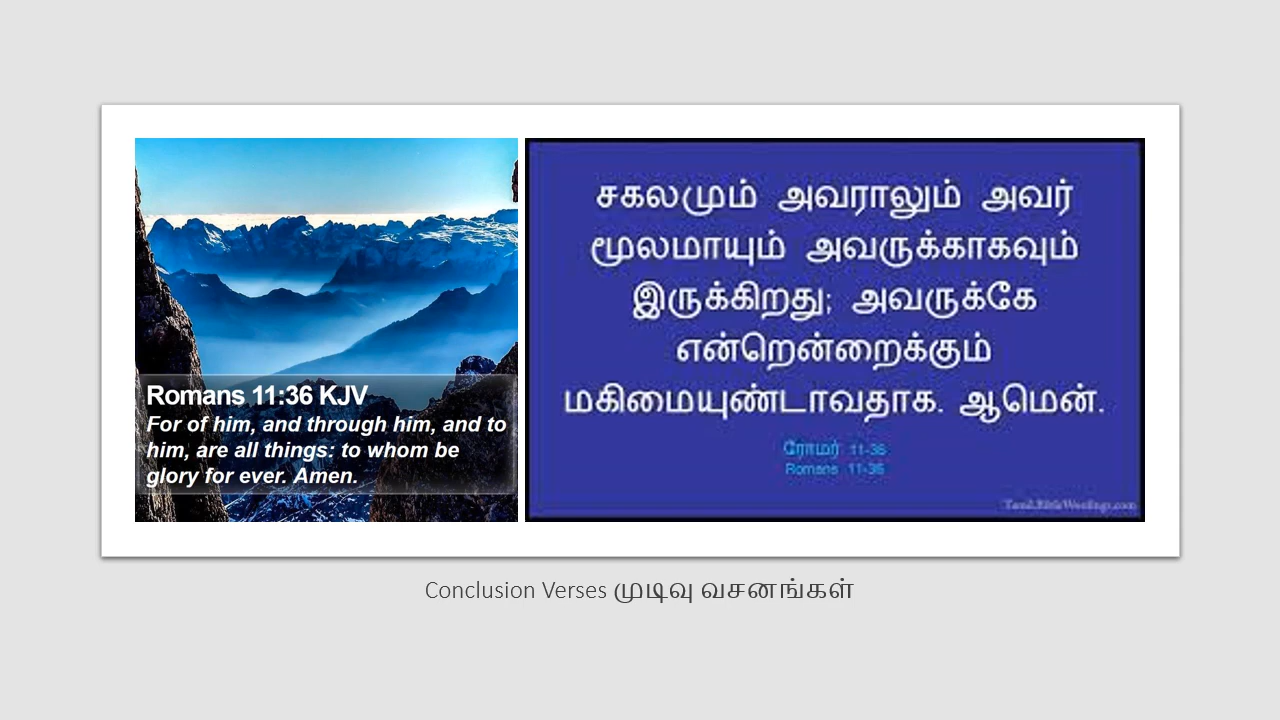 Romans 11:36 KJV
For of him, and through him, and to
him, are all things: to whom be
glory for ever. Amen.
சகலமும் அவராலும் அவர்
மூலமாயும் அவருக்காகவும்
இருக்கிறது; அவருக்கே
என்றென்றைக்கும்
மகிமையுண்டாவதாக. ஆமென்.
ரோமர் 11-36
Romans 11-36
Conclusion Verses முடிவு வசனங்கள்